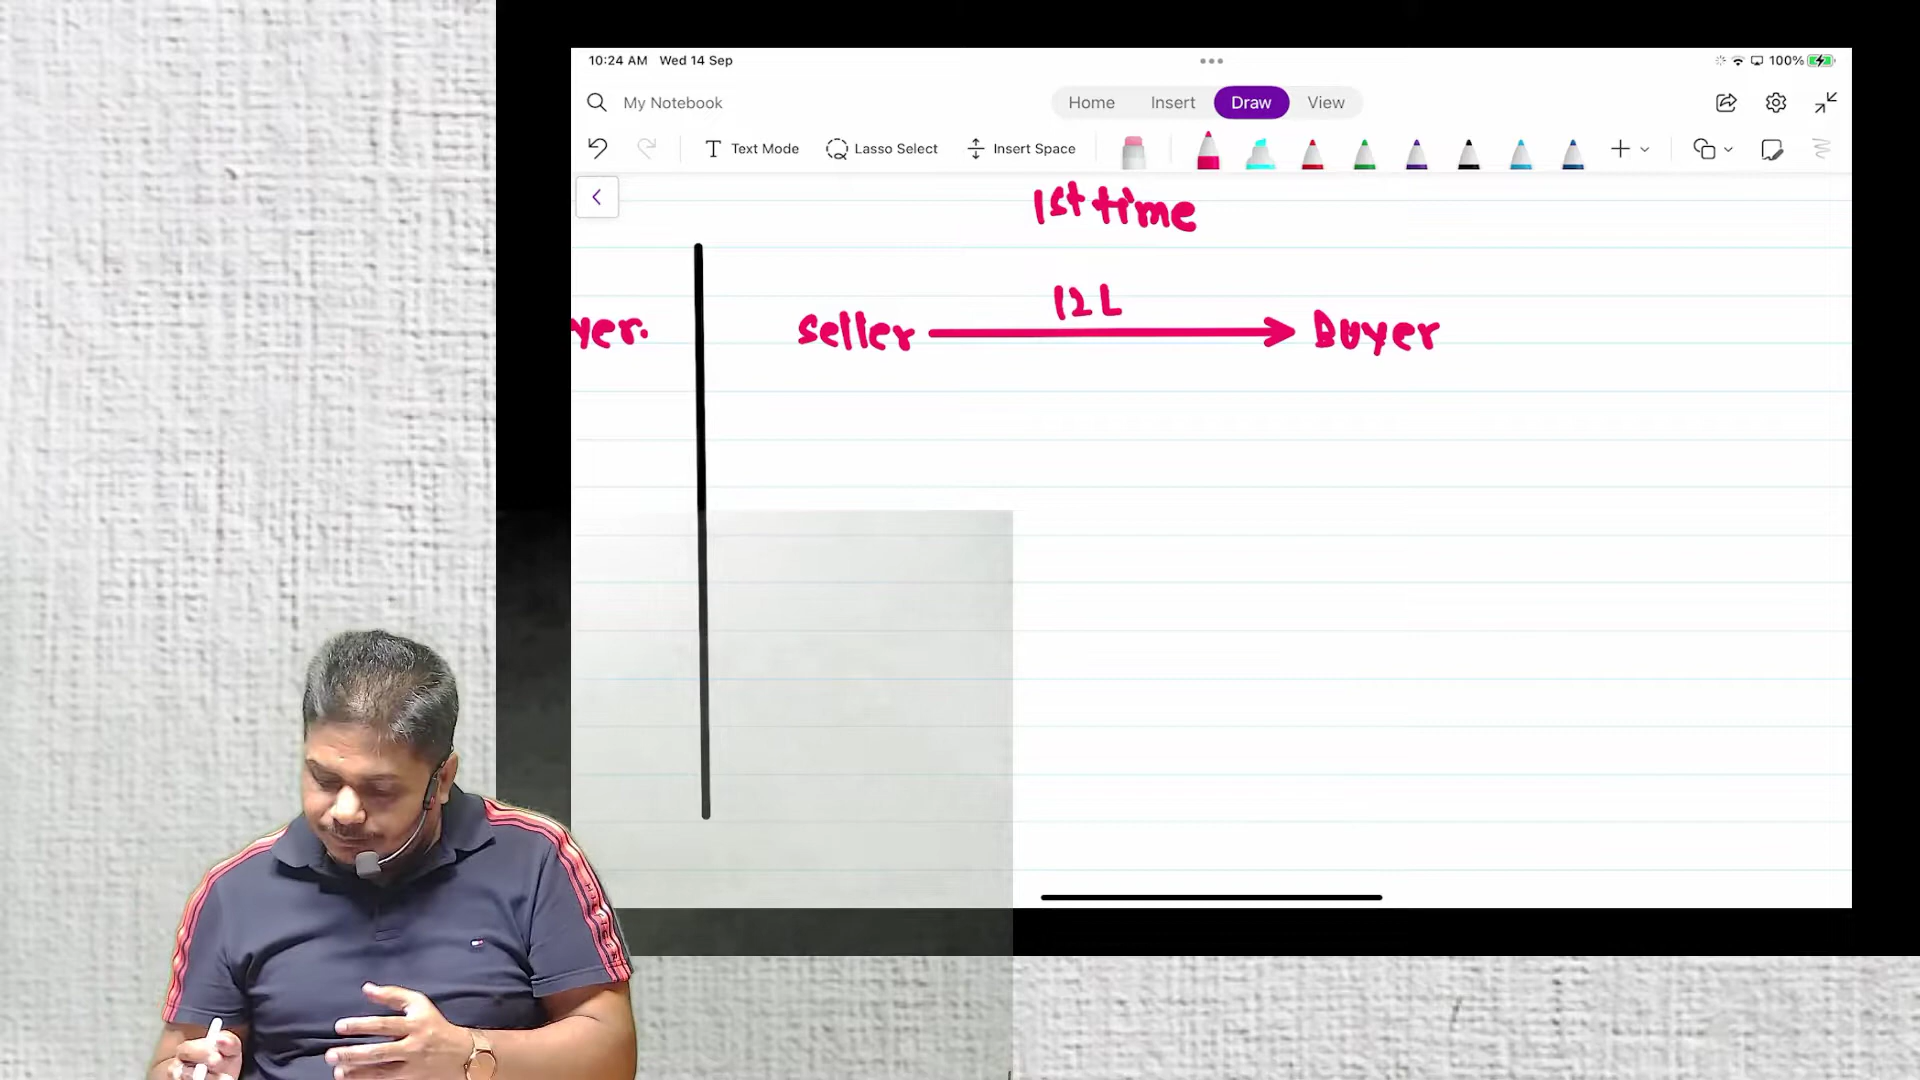 10:24 AM Wed 14 Sep
100%
My Notebook
Home Insert Draw View
Text Mode Lasso Select Insert Space
1st time
12 L
yer. Seller Buyer